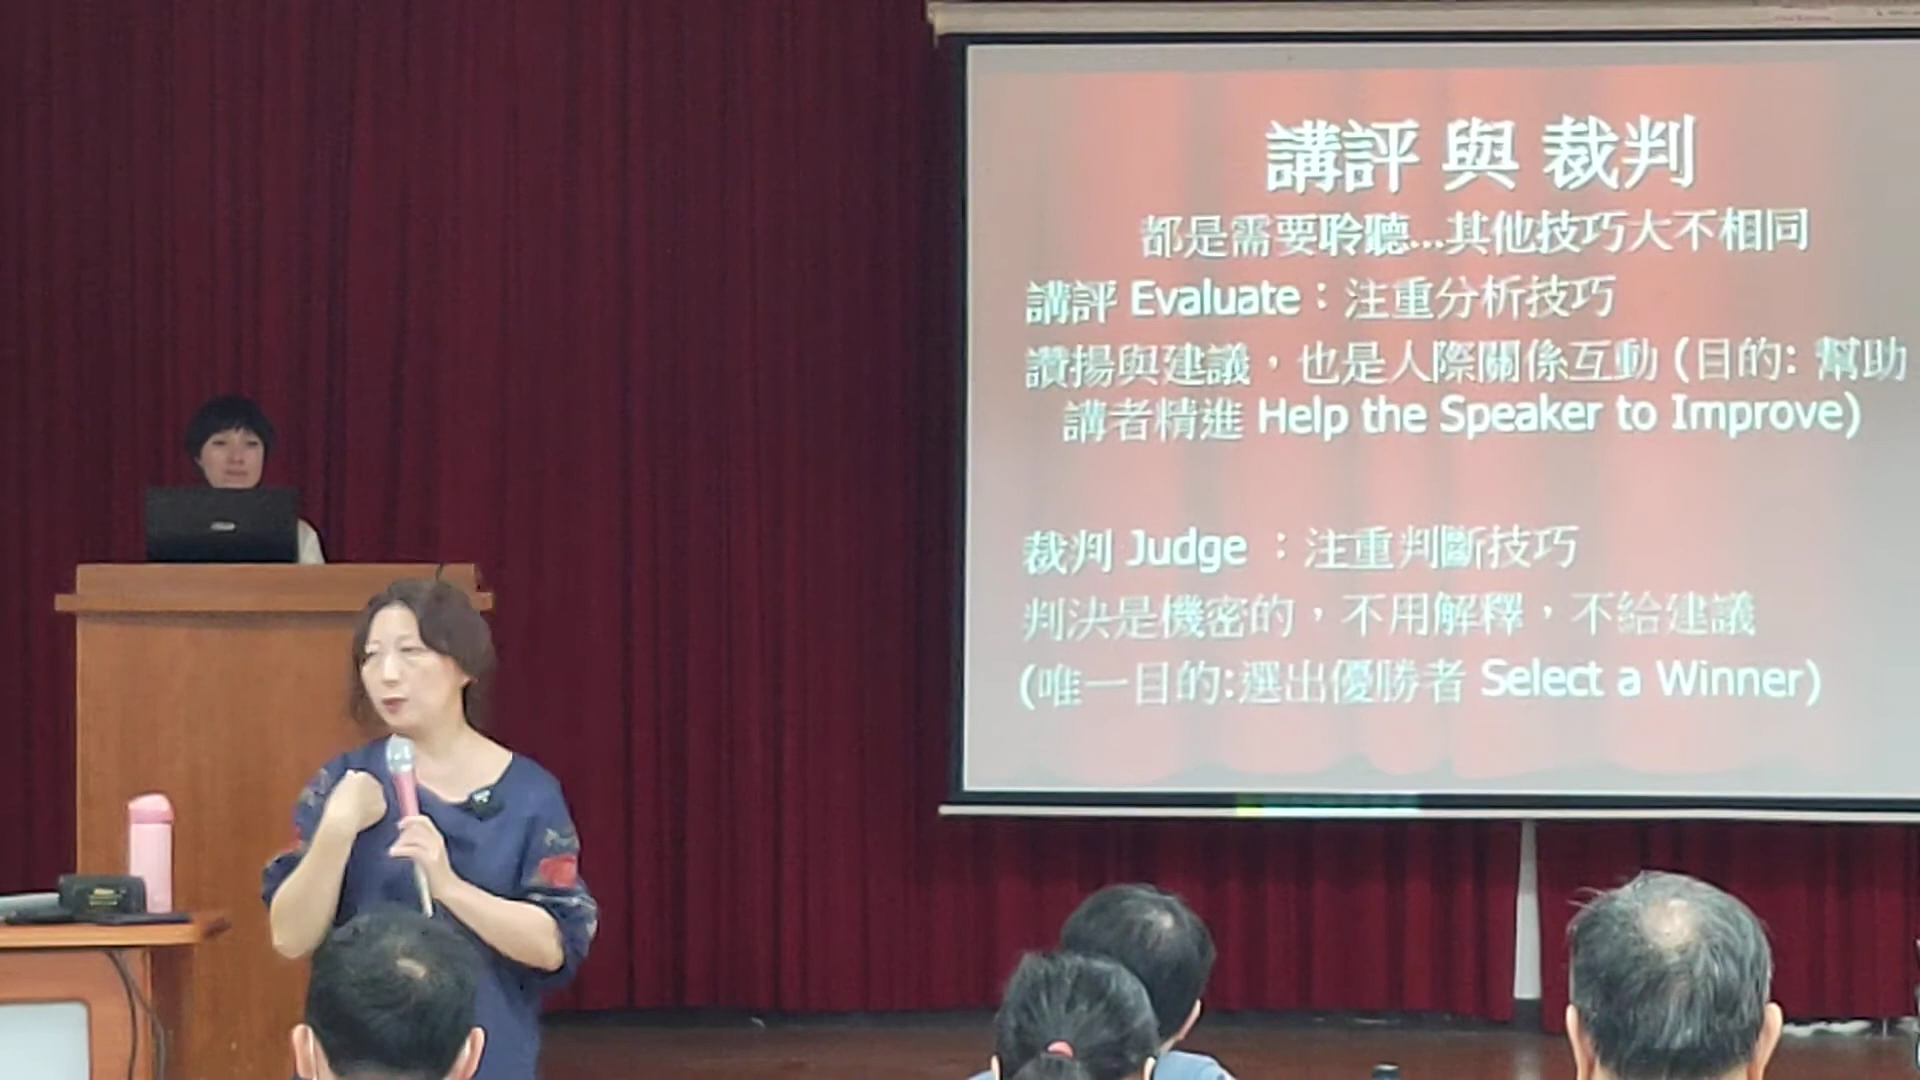 講評 與 裁判
都是需要聆聽...其他技巧大不相同
講評 Evaluate：注重分析技巧
讚揚與建議，也是人際關係互動 (目的: 幫助
講者精進 Help the Speaker to Improve)
裁判 Judge ：注重判斷技巧
判決是機密的，不用解釋，不給建議
(唯一目的:選出優勝者 Select a Winner)